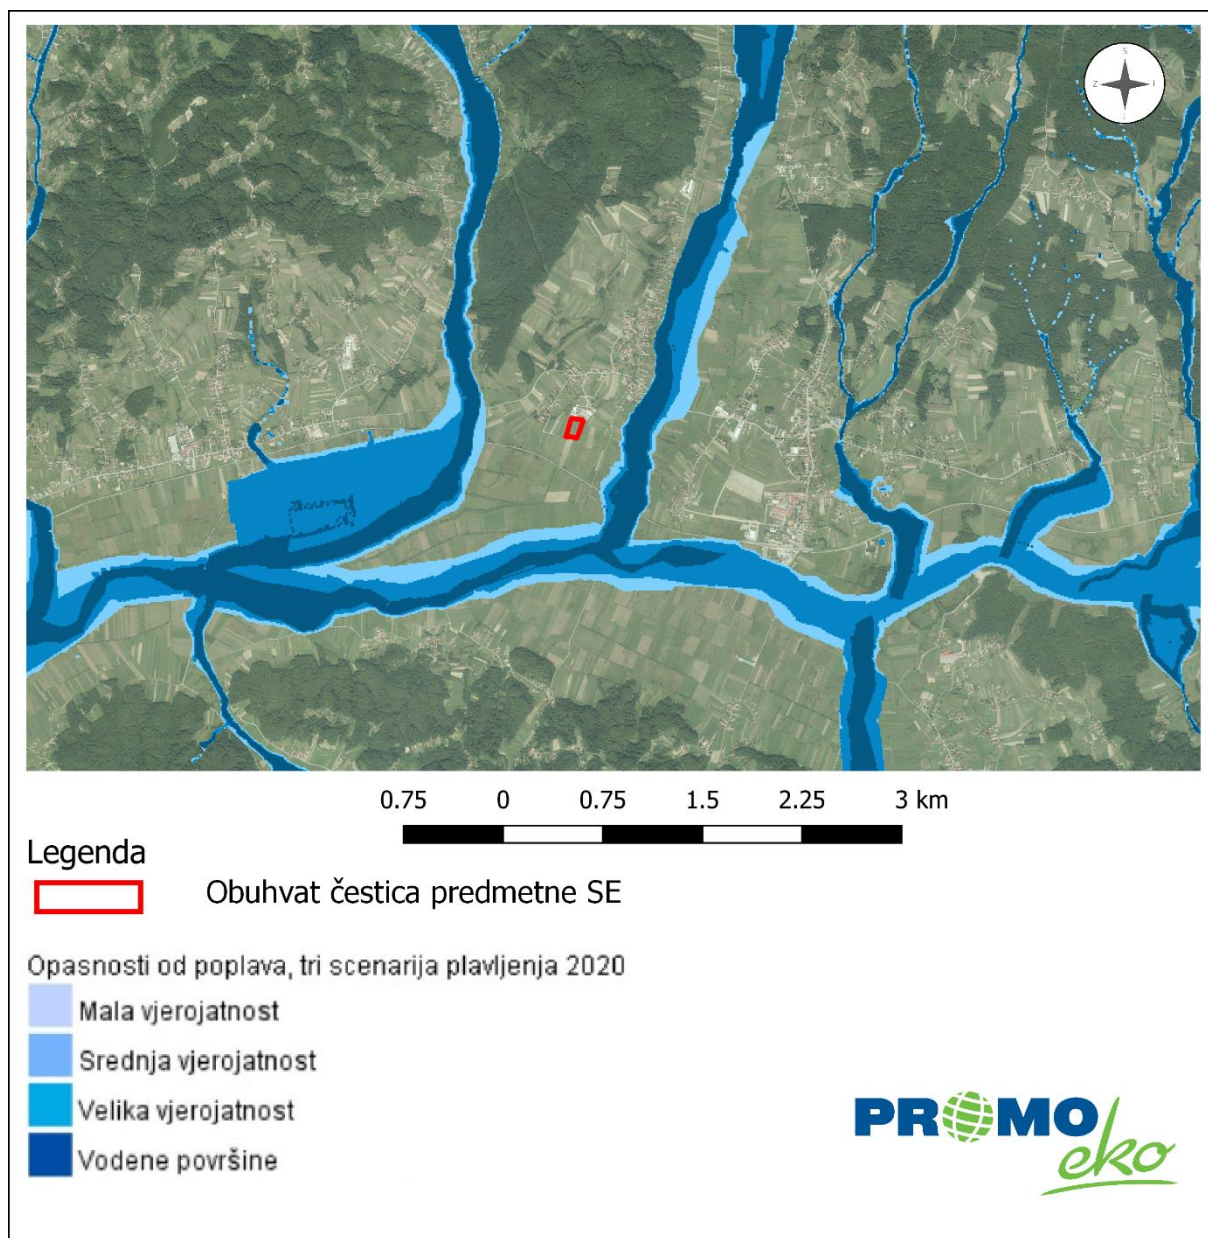 S
Z I
0.75 0 0.75 1.5 2.25 3 km
Legenda
Obuhvat čestica predmetne SE
Opasnosti od poplava, tri scenarija plavljenja 2020
Mala vjerojatnost
Srednja vjerojatnost
Velika vjerojatnost
Vodene površine
PROMO
eko